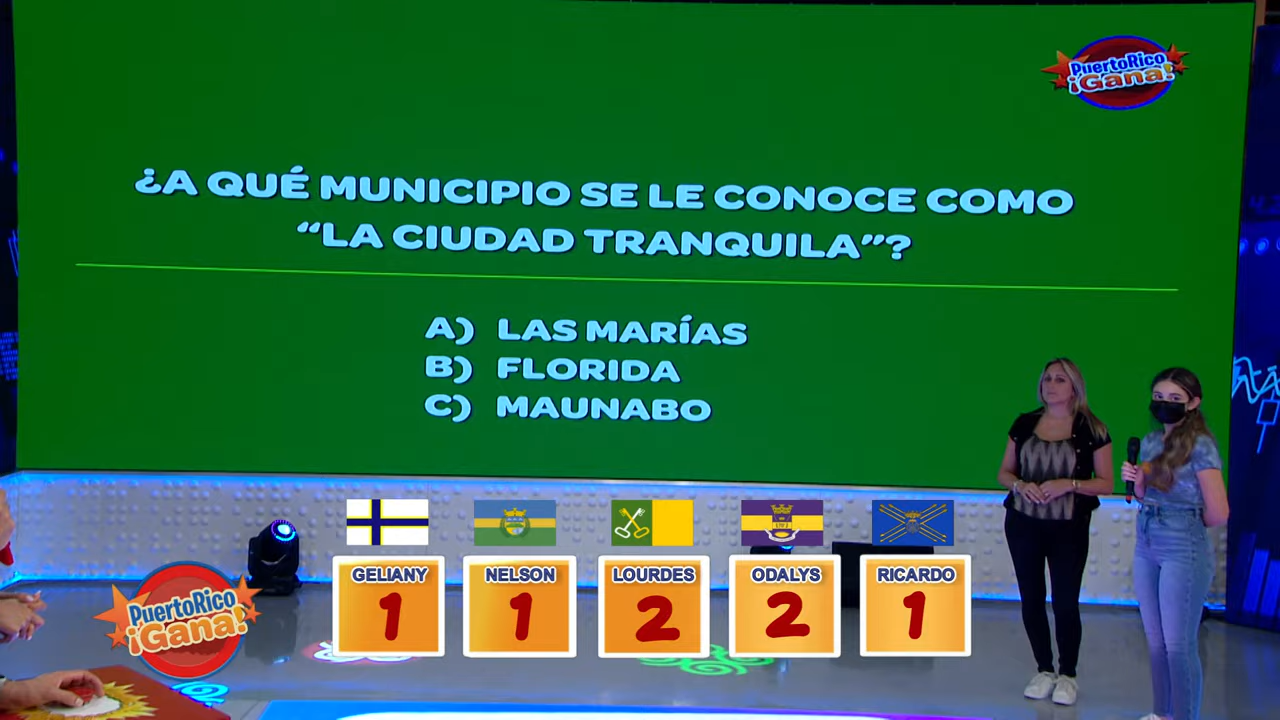 PuertoRico
¡Gana!
¿A QUÉ MUNICIPIO SE LE CONOCE COMO
“LA CIUDAD TRANQUILA”?
A) LAS MARÍAS
B) FLORIDA
C) MAUNABO
GELIANY NELSON LOURDES ODALYS RICARDO
1 1 2 2 1
PuertoRico
¡Gana!